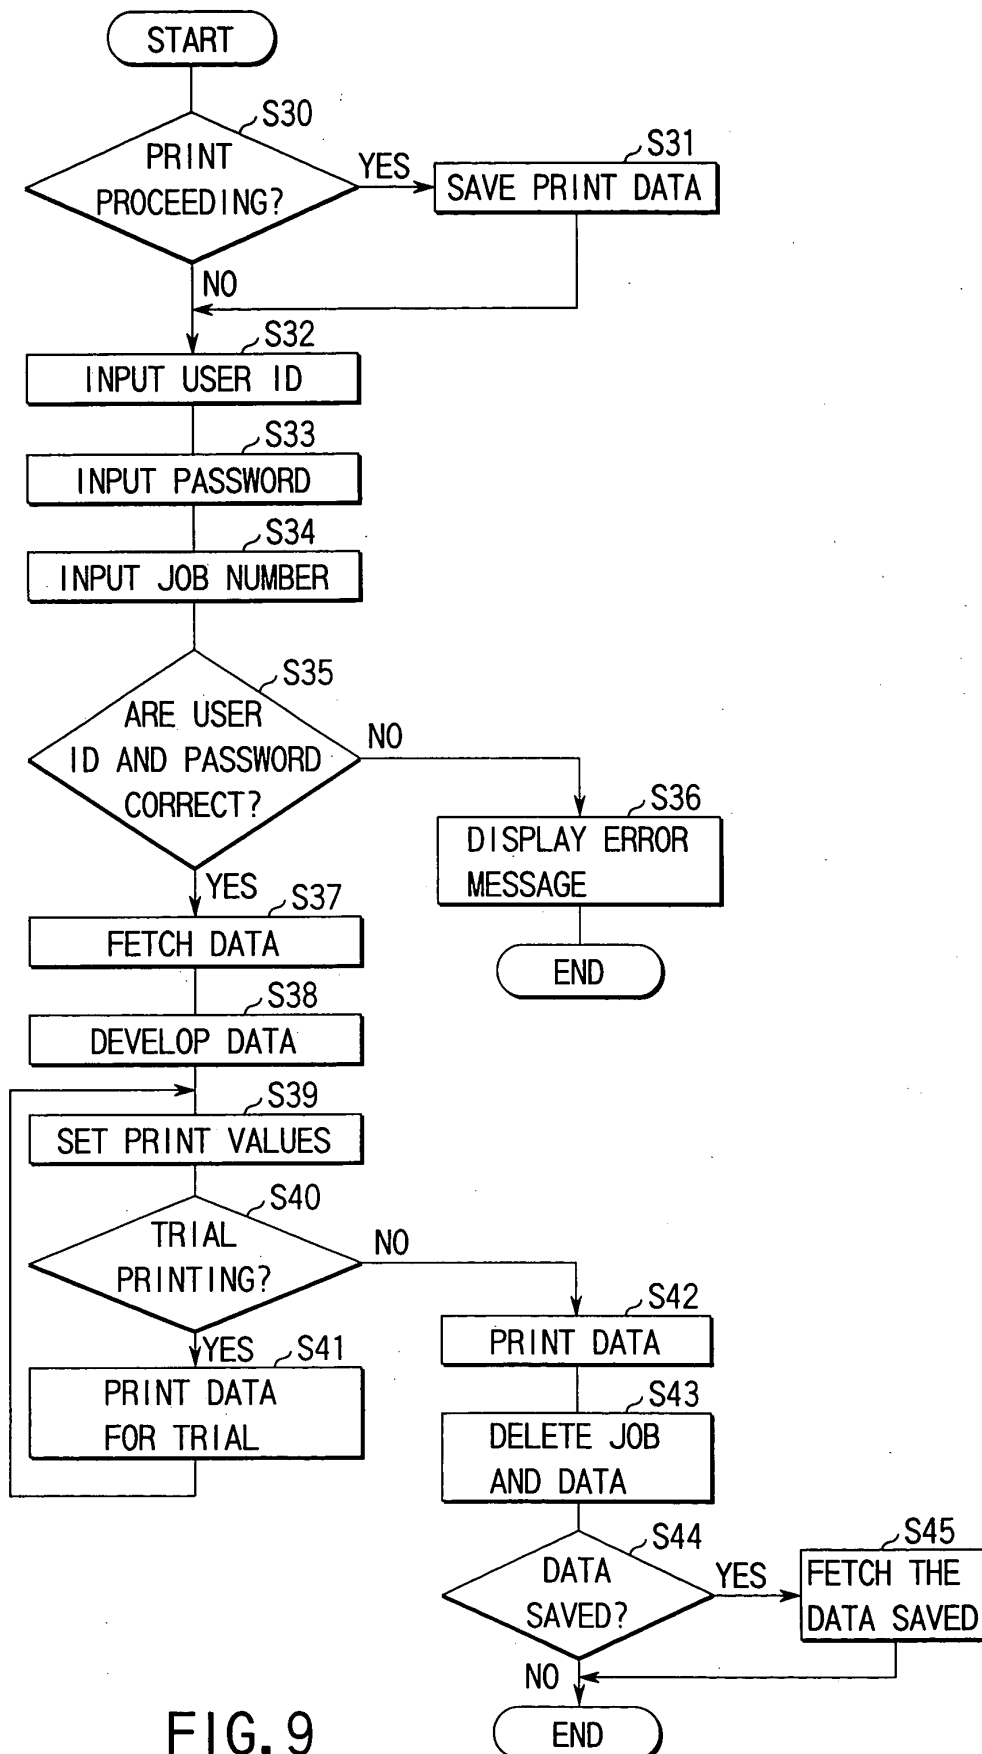 START
S30
PRINT
PROCEEDING?
YES
S31
SAVE PRINT DATA
NO
S32
INPUT USER ID
S33
INPUT PASSWORD
S34
INPUT JOB NUMBER
S35
ARE USER
ID AND PASSWORD
CORRECT?
NO
S36
DISPLAY ERROR
MESSAGE
END
YES
S37
FETCH DATA
S38
DEVELOP DATA
S39
SET PRINT VALUES
S40
TRIAL
PRINTING?
NO
YES
S41
PRINT DATA
FOR TRIAL
S42
PRINT DATA
S43
DELETE JOB
AND DATA
S44
DATA
SAVED?
YES
S45
FETCH THE
DATA SAVED
NO
END
FIG. 9